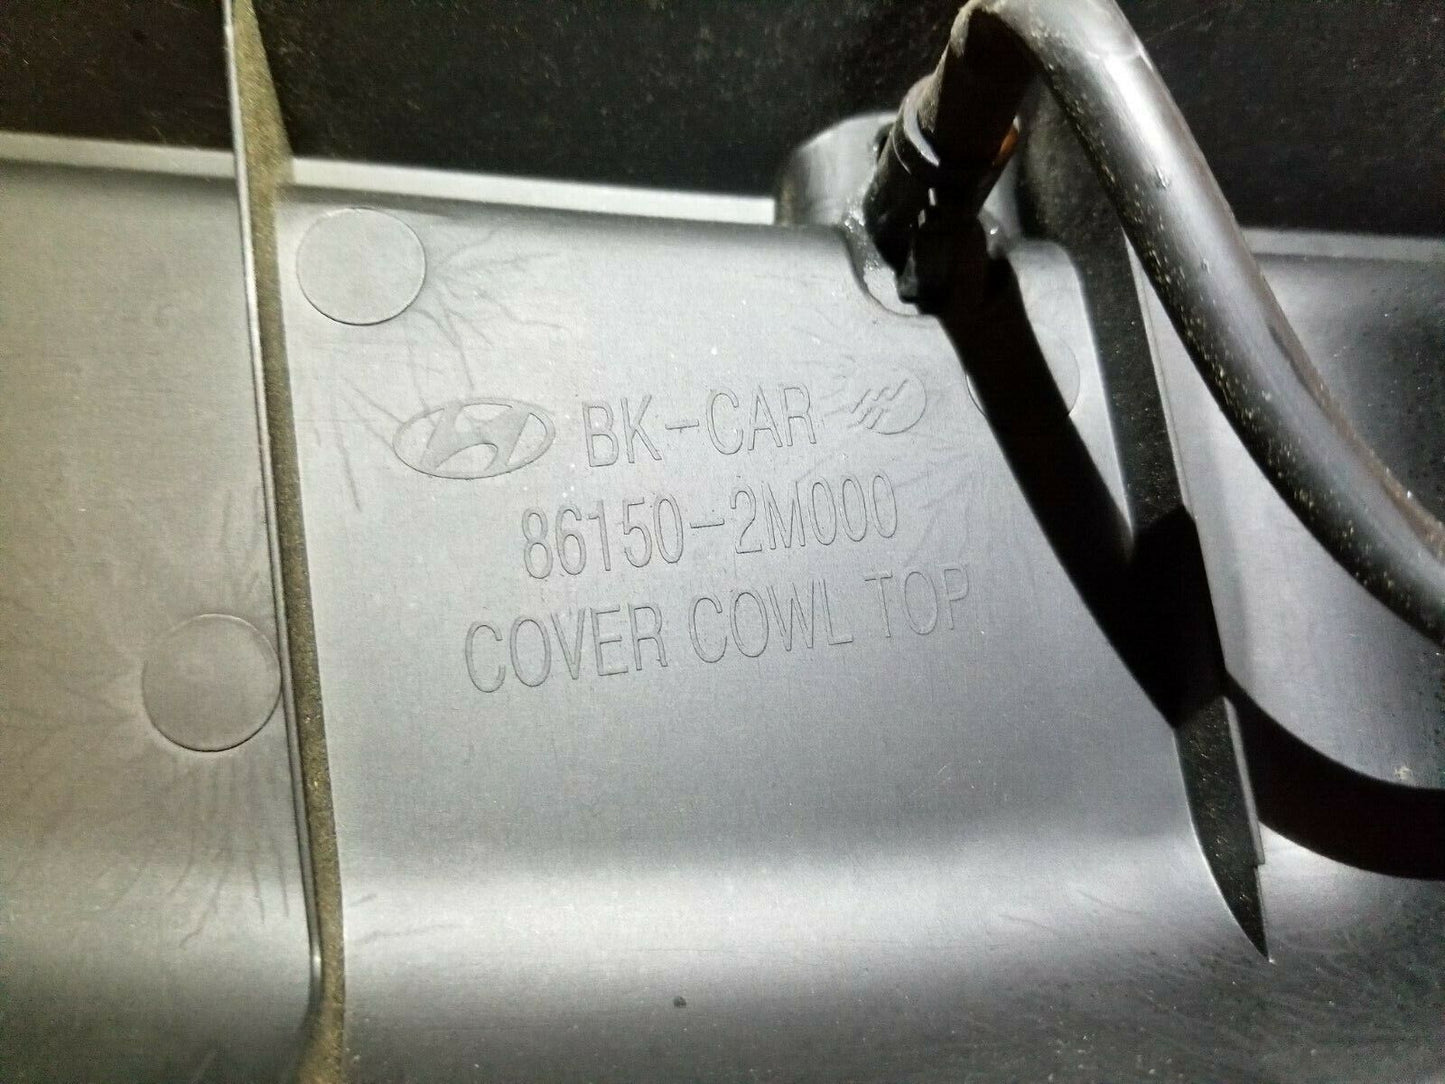 BK-CAR
86150-2M000
COVER COWL TOP